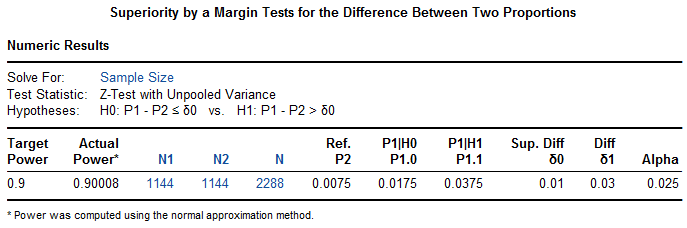 Superiority by a Margin Tests for the Difference Between Two Proportions
Numeric Results
Solve For: Sample Size
Test Statistic: Z-Test with Unpooled Variance
Hypotheses: H0: P1 - P2 ≤ δ0 vs. H1: P1 - P2 > δ0
Target Actual Ref. P1|H0 P1|H1 Sup. Diff Diff
Power Power* N1 N2 N P2 P1.0 P1.1 δ0 δ1 Alpha
0.9 0.90008 1144 1144 2288 0.0075 0.0175 0.0375 0.01 0.03 0.025
* Power was computed using the normal approximation method.